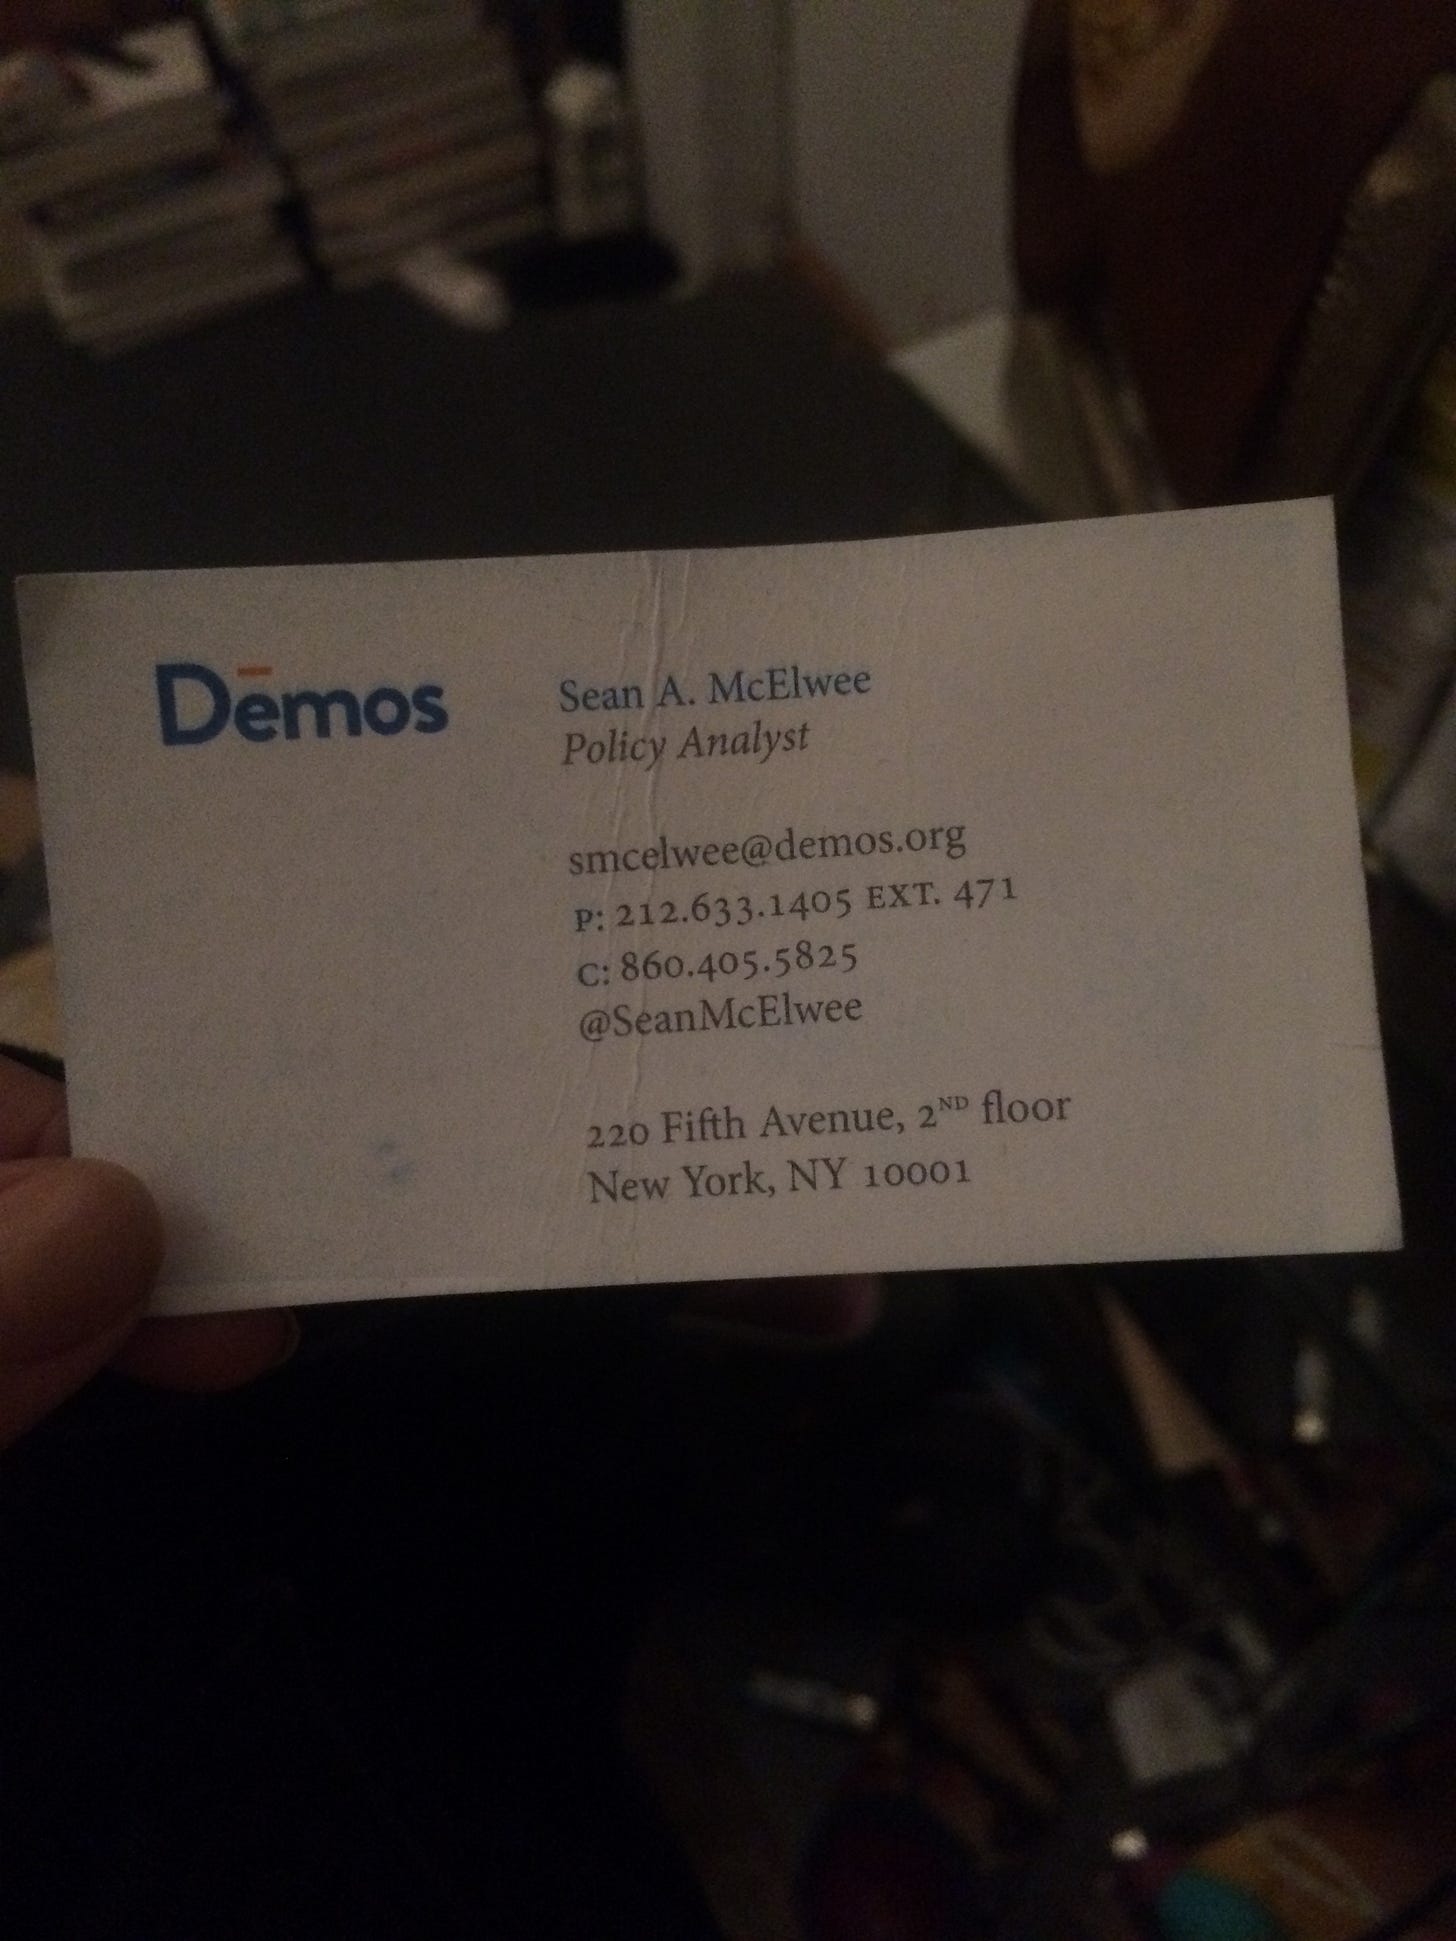 Dēmos
Sean A. McElwee
Policy Analyst
smcelwee@demos.org
P: 212.633.1405 EXT. 471
C: 860.405.5825
@SeanMcElwee
220 Fifth Avenue, 2ND floor
New York, NY 10001